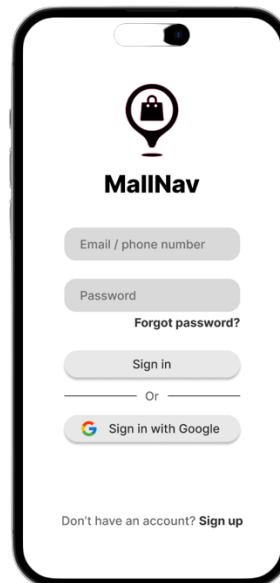 MallNav
Email / phone number
Password
Forgot password?
Sign in
Or
Sign in with Google
Don't have an account? Sign up